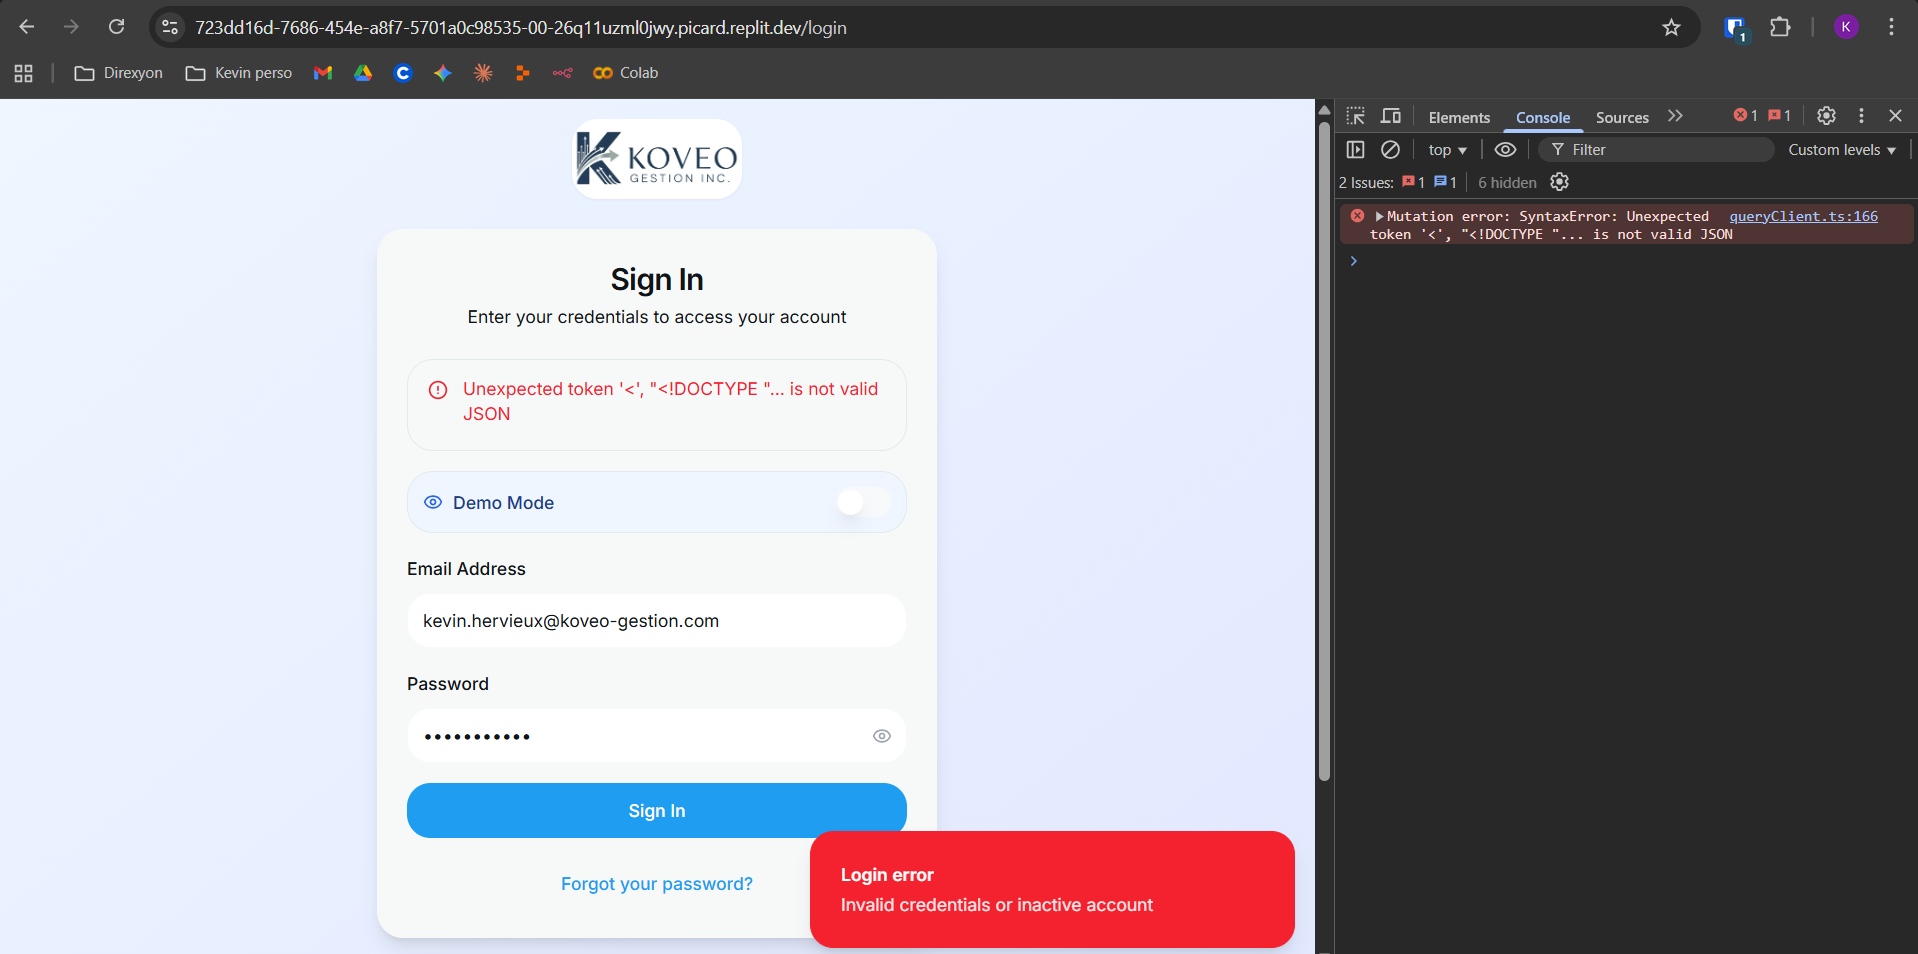 723dd16d-7686-454e-a8f7-5701a0c98535-00-26q11uzml0jwy.picard.replit.dev/login
1
K
Direxyon
Kevin perso
Colab
KOVEO
GESTION INC.
Sign In
Enter your credentials to access your account
Unexpected token '<', "<!DOCTYPE "... is not valid
JSON
Demo Mode
Email Address
kevin.hervieux@koveo-gestion.com
Password
Sign In
Forgot your password?
Login error
Invalid credentials or inactive account
Elements
Console
Sources
1
1
top
Filter
Custom levels
2 Issues: 1 1
6 hidden
Mutation error: SyntaxError: Unexpected queryClient.ts:166
token '<', "<!DOCTYPE "... is not valid JSON